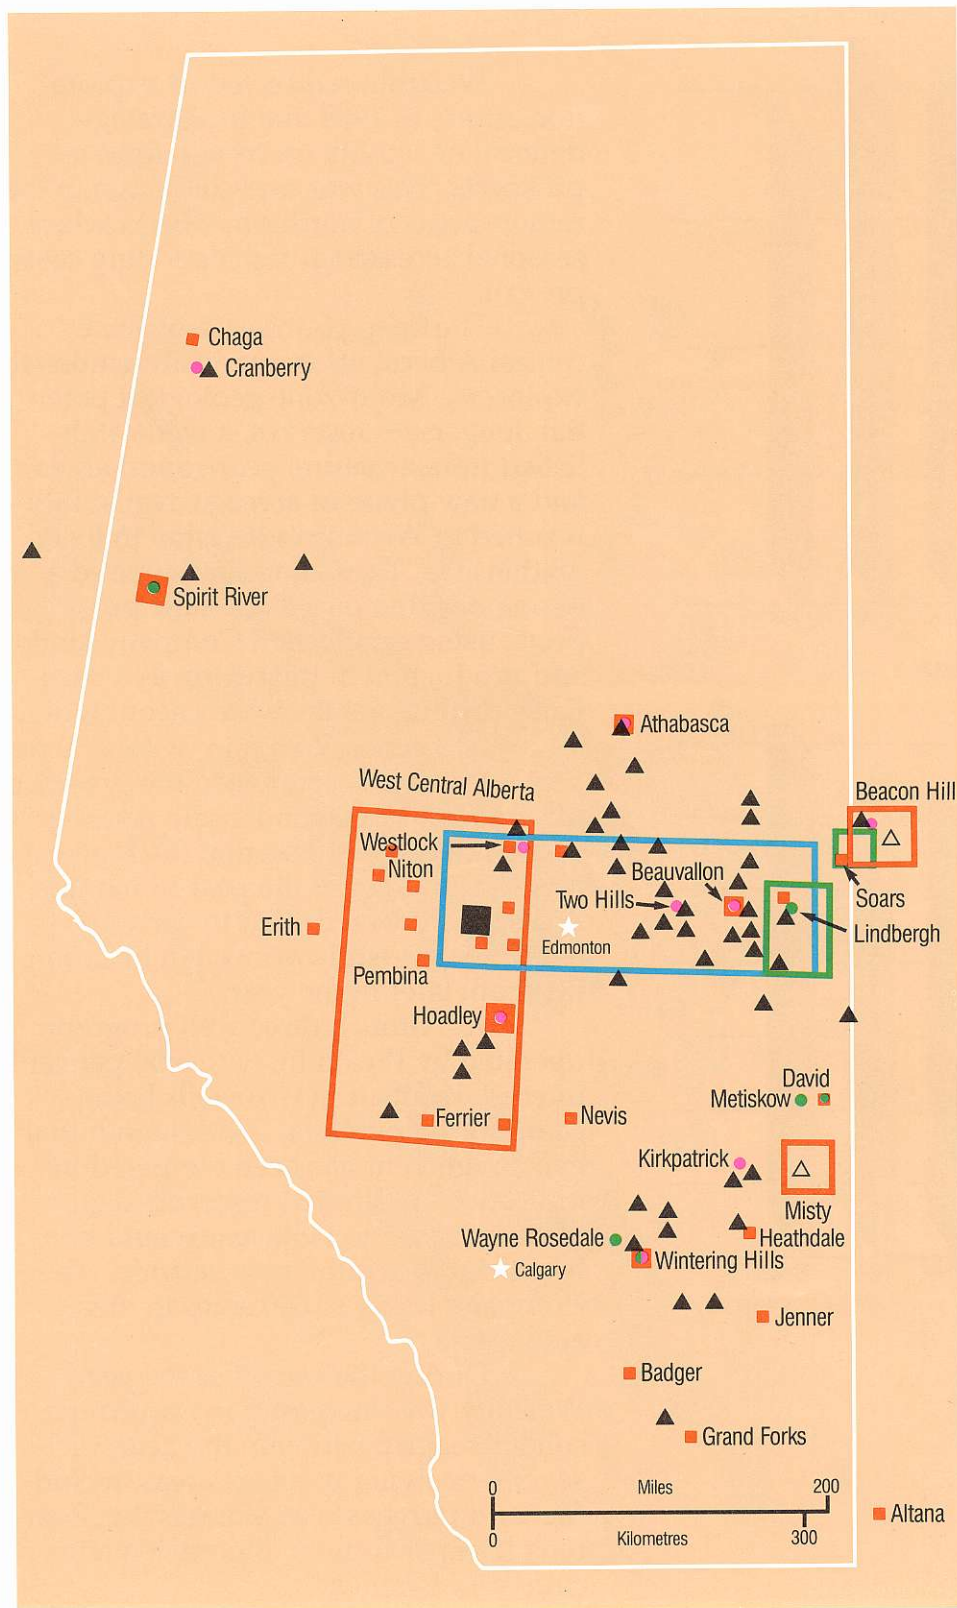 Chaga
Cranberry
Spirit River
Athabasca
West Central Alberta
Beacon Hill
Westlock
Niton
Beauvallon
Two Hills
Soars
Erith
Edmonton
Lindbergh
Pembina
Hoadley
David
Metiskow
Ferrier
Nevis
Kirkpatrick
Misty
Wayne Rosedale
Heathdale
Wintering Hills
Calgary
Jenner
Badger
Grand Forks
0 Miles 200
Altana
0 Kilometres 300